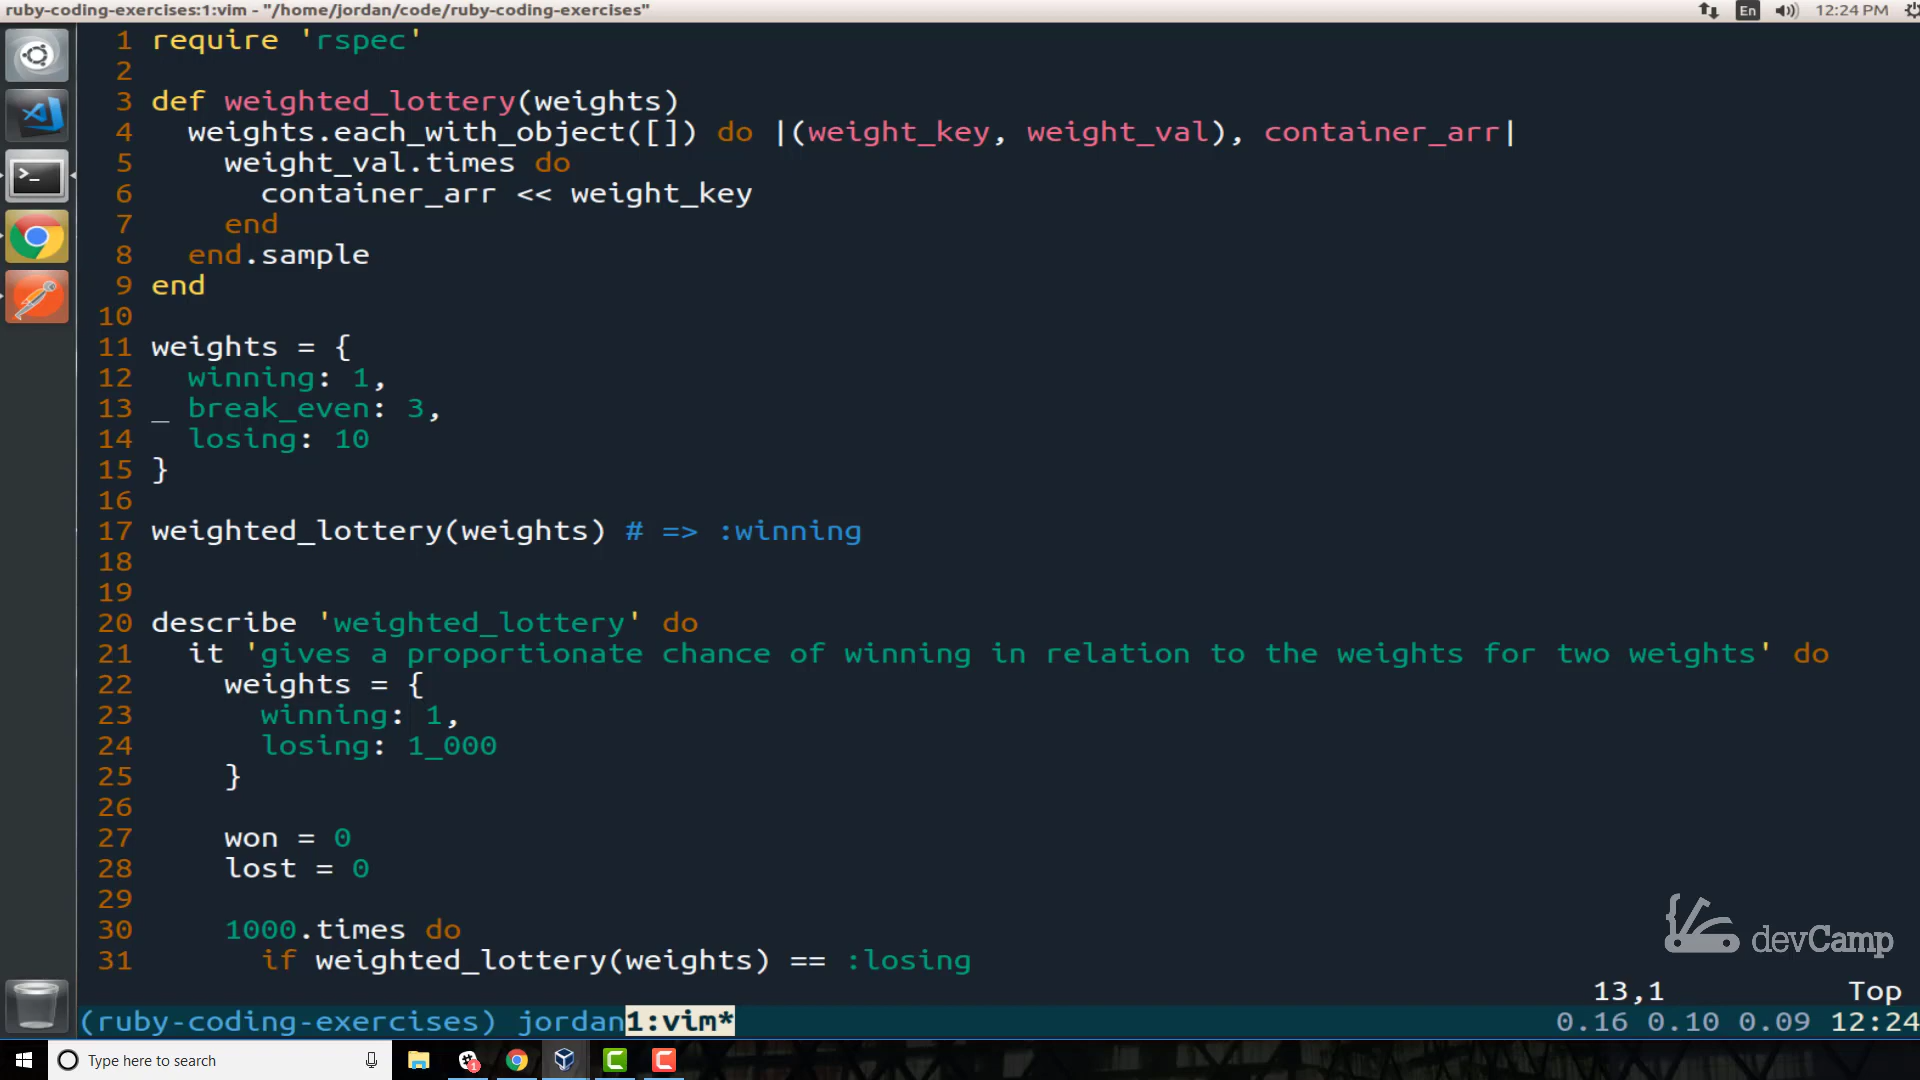 ruby-coding-exercises:1:vim - "/home/jordan/code/ruby-coding-exercises"
En 12:24 PM
1 require 'rspec'
2
3 def weighted_lottery(weights)
4   weights.each_with_object([]) do |(weight_key, weight_val), container_arr|
5     weight_val.times do
6       container_arr << weight_key
7     end
8   end.sample
9 end
10
11 weights = {
12   winning: 1,
13   break_even: 3,
14   losing: 10
15 }
16
17 weighted_lottery(weights) # => :winning
18
19
20 describe 'weighted_lottery' do
21   it 'gives a proportionate chance of winning in relation to the weights for two weights' do
22     weights = {
23       winning: 1,
24       losing: 1_000
25     }
26
27     won = 0
28     lost = 0
29
30     1000.times do
31       if weighted_lottery(weights) == :losing
devCamp
13,1 Top
(ruby-coding-exercises) jordan 1:vim* 0.16 0.10 0.09 12:24
Type here to search